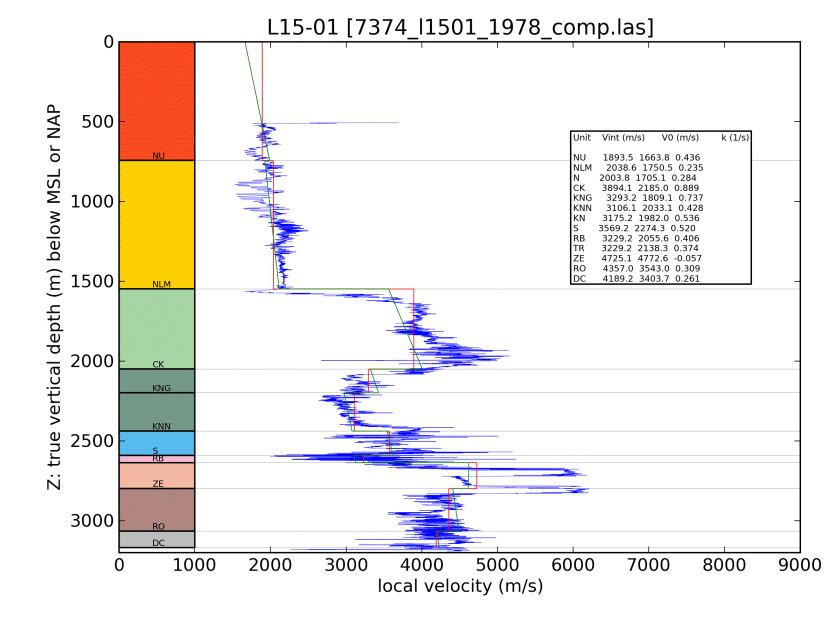 L15-01 [7374_l1501_1978_comp.las]
Z: true vertical depth (m) below MSL or NAP
0
500
1000
1500
2000
2500
3000
NU
NLM
CK
KNG
KNN
S
RB
ZE
RO
DC
Unit Vint (m/s) V0 (m/s) k (1/s)
NU 1893.5 1663.8 0.436
NLM 2038.6 1750.5 0.235
N 2003.8 1705.1 0.284
CK 3894.1 2185.0 0.889
KNG 3293.2 1809.1 0.737
KNN 3106.1 2033.1 0.428
KN 3175.2 1982.0 0.536
S 3569.2 2274.3 0.520
RB 3229.2 2055.6 0.406
TR 3229.2 2138.3 0.374
ZE 4725.1 4772.6 -0.057
RO 4357.0 3543.0 0.309
DC 4189.2 3403.7 0.261
0 1000 2000 3000 4000 5000 6000 7000 8000 9000
local velocity (m/s)